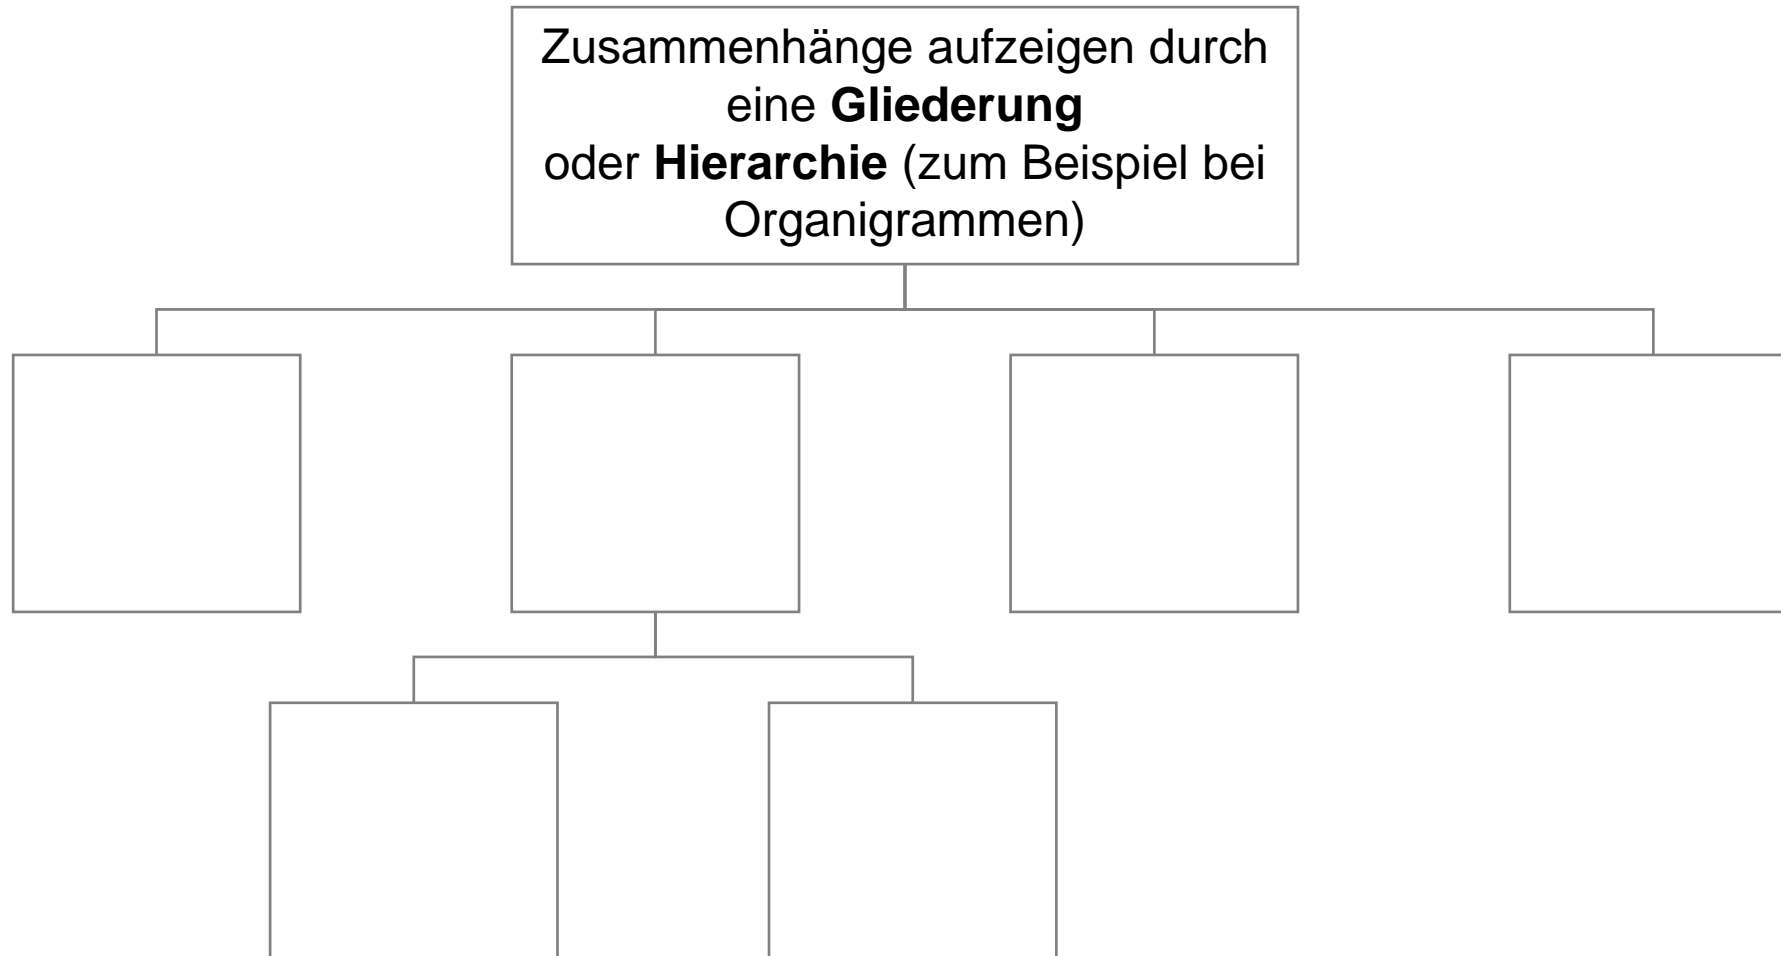 Zusammenhänge aufzeigen durch
eine Gliederung
oder Hierarchie (zum Beispiel bei
Organigrammen)